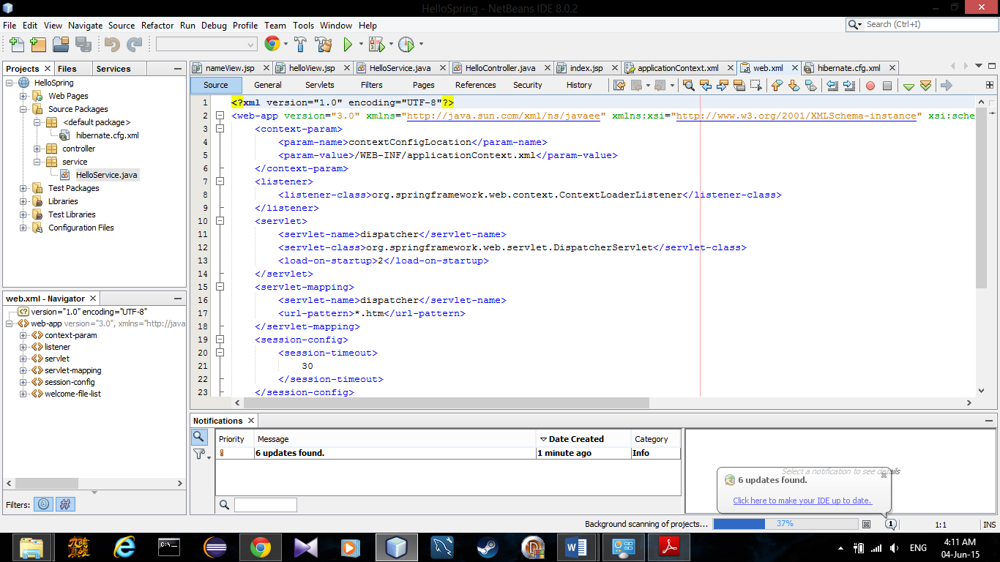 HelloSpring - NetBeans IDE 8.0.2
File Edit View Navigate Source Refactor Run Debug Profile Team Tools Window Help
Search (Ctrl+I)
Projects Files Services
HelloSpring
Web Pages
Source Packages
<default package>
hibernate.cfg.xml
controller
service
HelloService.java
Test Packages
Libraries
Test Libraries
Configuration Files
web.xml - Navigator
version="1.0" encoding="UTF-8"
web-app version="3.0", xmlns="http://java
context-param
listener
servlet
servlet-mapping
session-config
welcome-file-list
Filters:
nameView.jsp helloView.jsp HelloService.java HelloController.java index.jsp applicationContext.xml web.xml hibernate.cfg.xml
Source General Servlets Filters Pages References Security History
1 <?xml version="1.0" encoding="UTF-8"?>
2 <web-app version="3.0" xmlns="http://java.sun.com/xml/ns/javaee" xmlns:xsi="http://www.w3.org/2001/XMLSchema-instance" xsi:sche
3 <context-param>
4 <param-name>contextConfigLocation</param-name>
5 <param-value>/WEB-INF/applicationContext.xml</param-value>
6 </context-param>
7 <listener>
8 <listener-class>org.springframework.web.context.ContextLoaderListener</listener-class>
9 </listener>
10 <servlet>
11 <servlet-name>dispatcher</servlet-name>
12 <servlet-class>org.springframework.web.servlet.DispatcherServlet</servlet-class>
13 <load-on-startup>2</load-on-startup>
14 </servlet>
15 <servlet-mapping>
16 <servlet-name>dispatcher</servlet-name>
17 <url-pattern>*.htm</url-pattern>
18 </servlet-mapping>
19 <session-config>
20 <session-timeout>
21 30
22 </session-timeout>
23 </session-config>
Notifications
Priority Message Date Created Category
6 updates found. 1 minute ago Info
Select a notification to see details
6 updates found.
Click here to make your IDE up to date.
Background scanning of projects... 37% 1 1:1 INS
ENG
4:11 AM
04-Jun-15